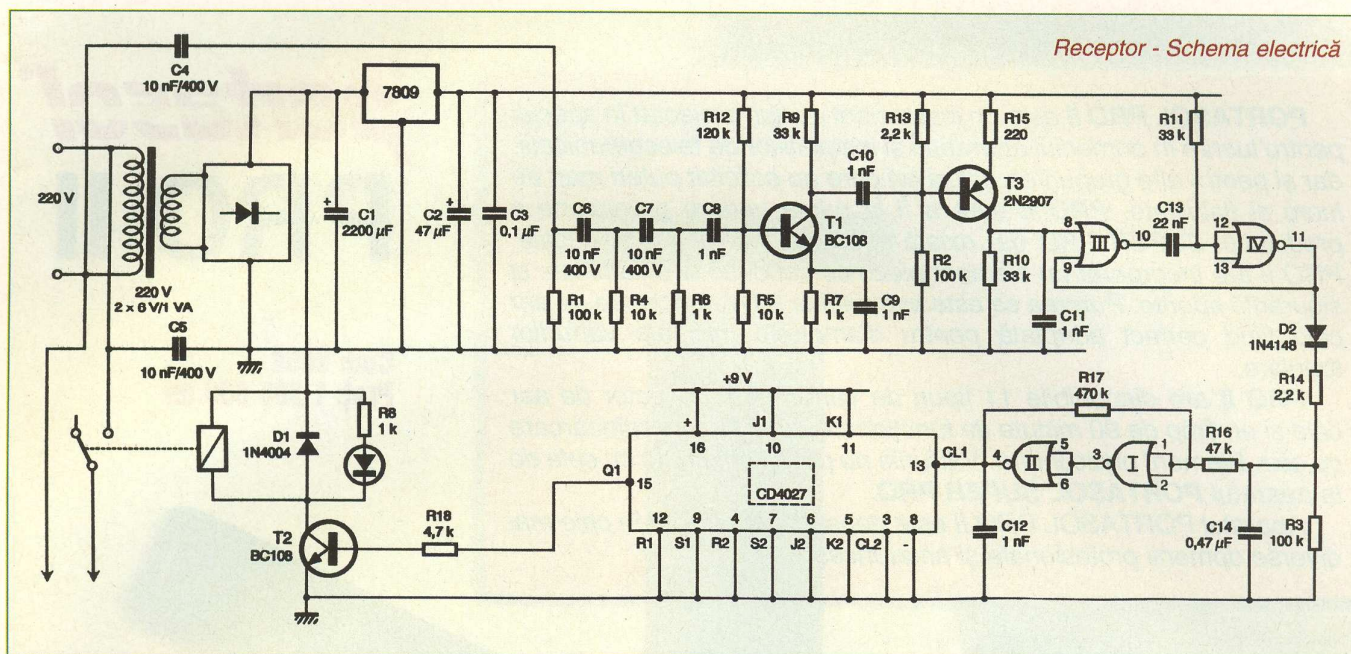 Receptor - Schema electrică
C4
10 nF/400 V
7809
R12
120 k
R9
33 k
R13
2,2 k
R15
220
R11
33 k
C10
1 nF
T3
2N2907
220 V
C1
2200 µF
C2
47 µF
C3
0,1 µF
C6
10 nF
400 V
C7
10 nF
400 V
C8
1 nF
T1
BC108
8
9
III
10
C13
22 nF
12
13
IV
11
220 V
2 x 6 V/1 VA
R1
100 k
R4
10 k
R6
1 k
R5
10 k
R7
1 k
C9
1 nF
R2
100 k
R10
33 k
C11
1 nF
D2
1N4148
C5
10 nF/400 V
R14
2,2 k
+9 V
R17
470 k
R8
1 k
D1
1N4004
+
J1
K1
16
10
11
Q1
15
13
CL1
4
II
5
6
3
I
1
2
R16
47 k
CD4027
R18
4,7 k
T2
BC108
12
9
4
7
6
5
3
8
R1
S1
R2
S2
J2
K2
CL2
-
C12
1 nF
C14
0,47 µF
R3
100 k